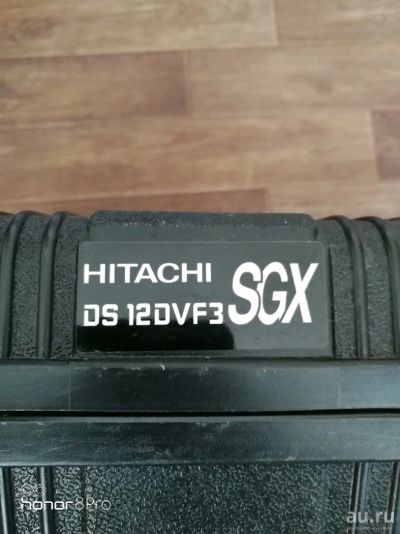 HITACHI
DS 12DVF3 SGX
honor 8 Pro
au.ru